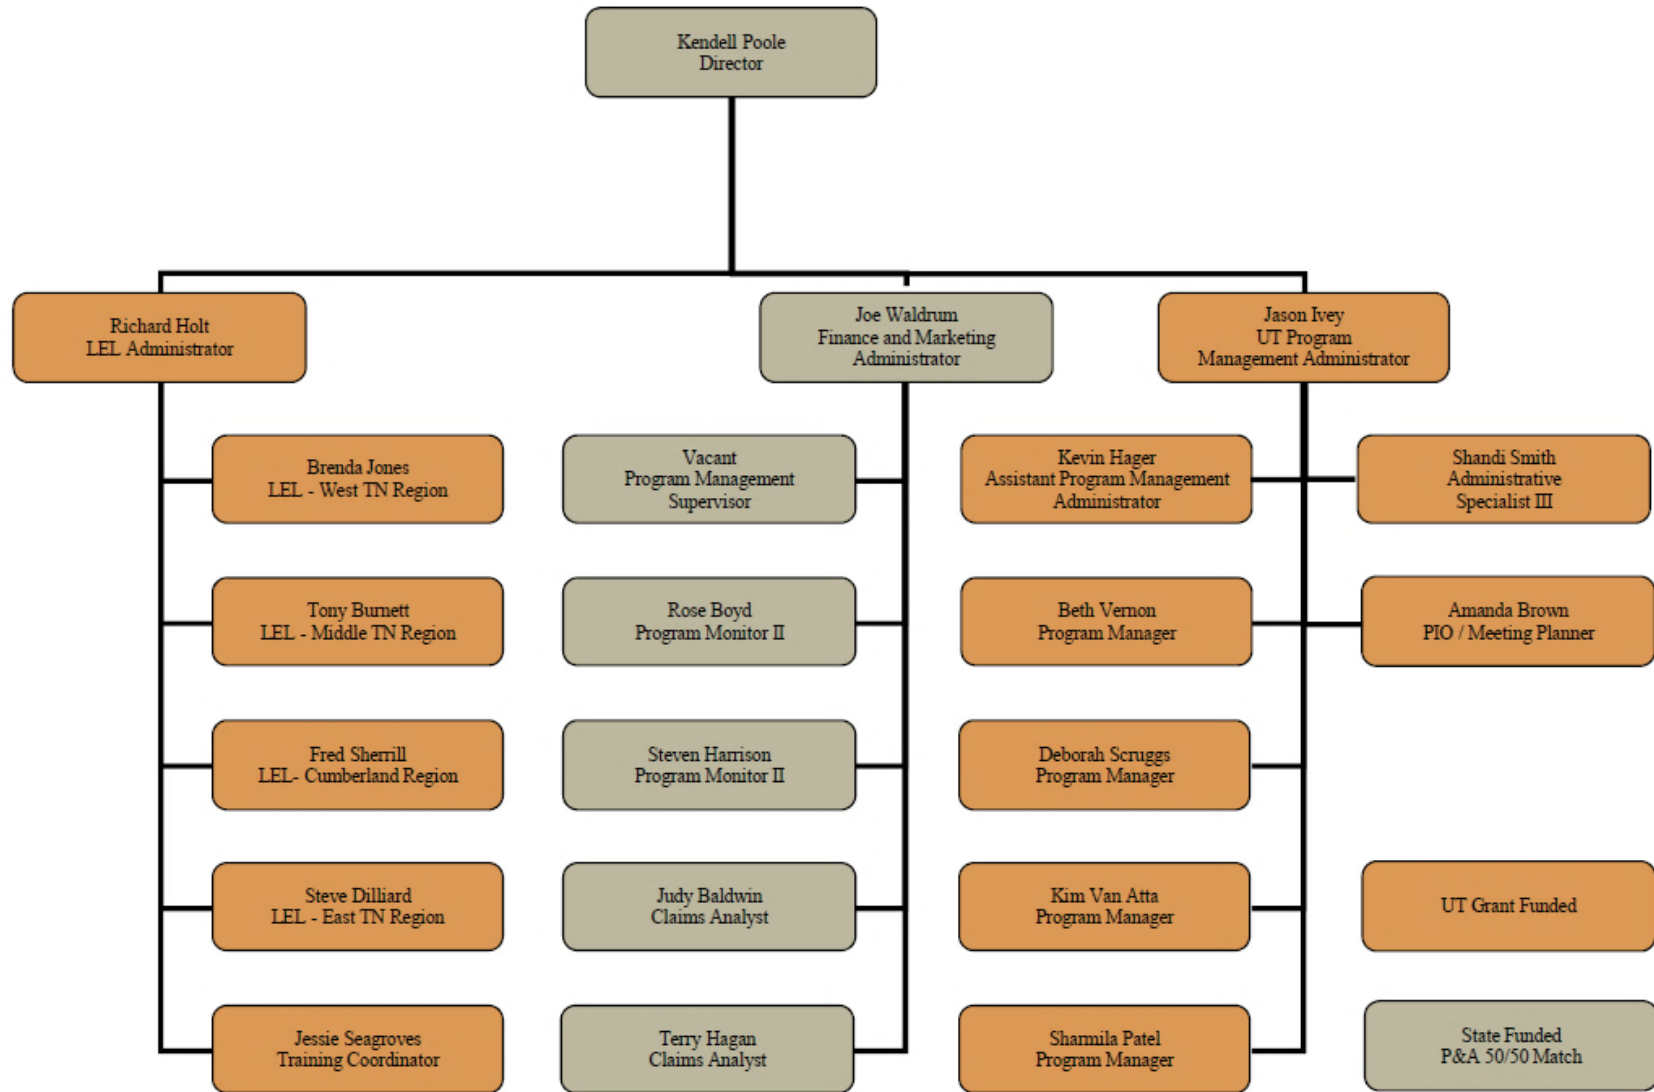 Kendell Poole
Director
Richard Holt
LEL Administrator
Joe Waldrum
Finance and Marketing
Administrator
Jason Ivey
UT Program
Management Administrator
Brenda Jones
LEL - West TN Region
Vacant
Program Management
Supervisor
Kevin Hager
Assistant Program Management
Administrator
Shandi Smith
Administrative
Specialist III
Tony Burnett
LEL - Middle TN Region
Rose Boyd
Program Monitor II
Beth Vernon
Program Manager
Amanda Brown
PIO / Meeting Planner
Fred Sherrill
LEL- Cumberland Region
Steven Harrison
Program Monitor II
Deborah Scruggs
Program Manager
Steve Dilliard
LEL - East TN Region
Judy Baldwin
Claims Analyst
Kim Van Atta
Program Manager
UT Grant Funded
Jessie Seagroves
Training Coordinator
Terry Hagan
Claims Analyst
Sharmila Patel
Program Manager
State Funded
P&A 50/50 Match